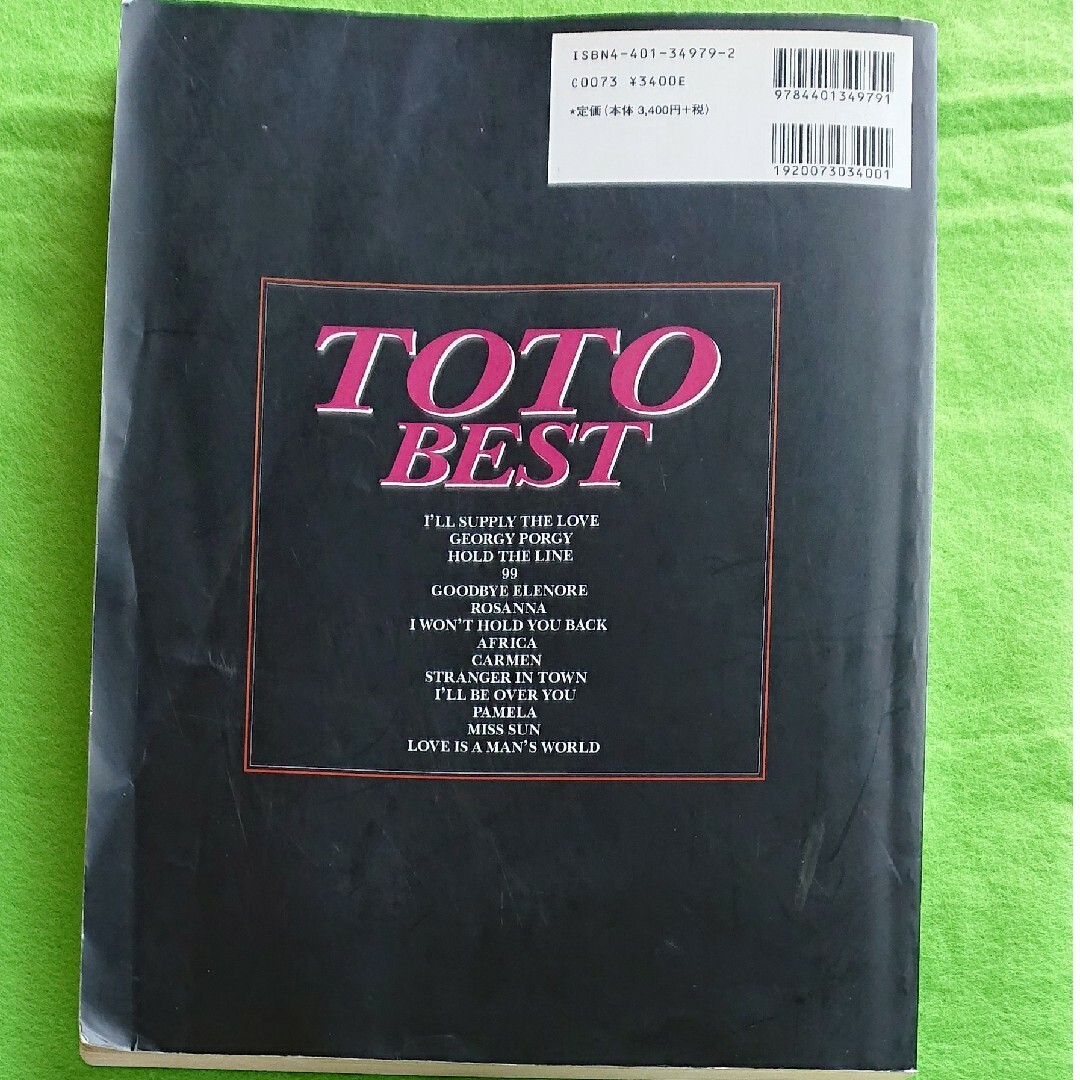 ISBN4-401-34979-2
C0073 ¥3400E
*定価(本体 3,400円+税)
9784401349791
1920073034001
TOTO
BEST
I'LL SUPPLY THE LOVE
GEORGY PORGY
HOLD THE LINE
99
GOODBYE ELENORE
ROSANNA
I WON'T HOLD YOU BACK
AFRICA
CARMEN
STRANGER IN TOWN
I'LL BE OVER YOU
PAMELA
MISS SUN
LOVE IS A MAN'S WORLD